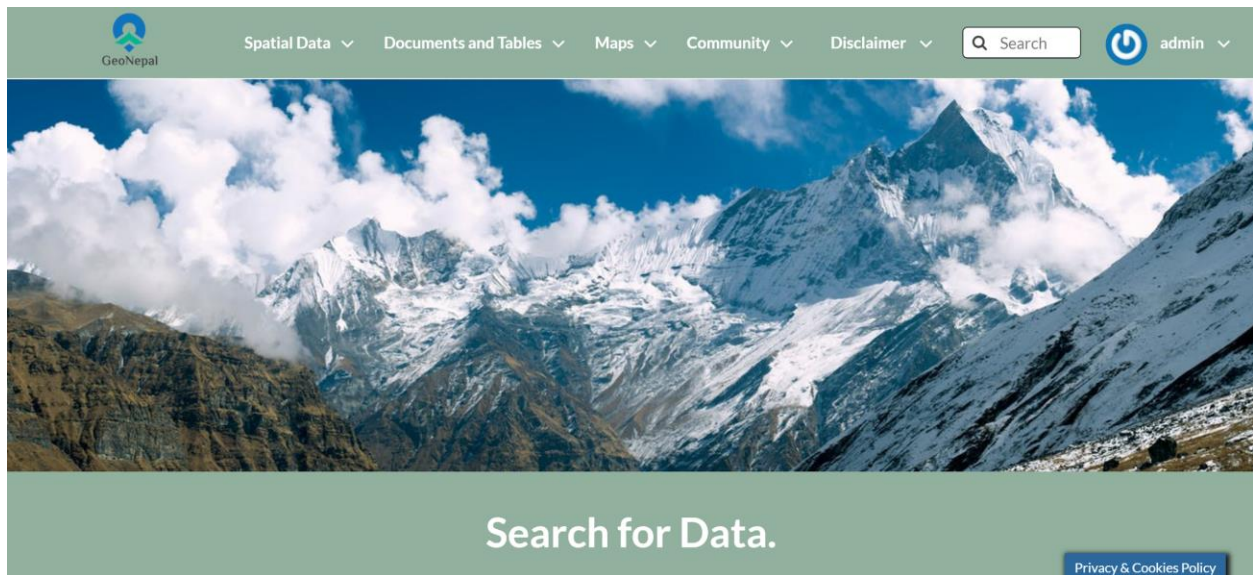 GeoNepal
Spatial Data
Documents and Tables
Maps
Community
Disclaimer
Search
admin
Search for Data.
Privacy & Cookies Policy